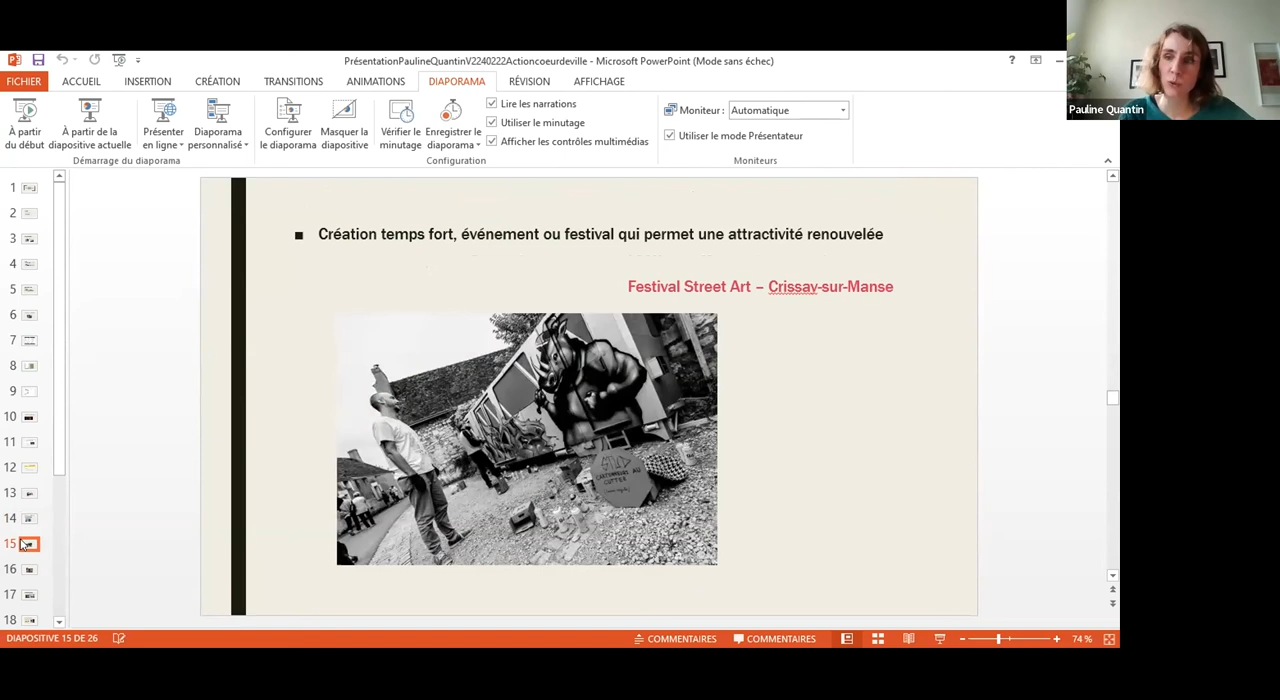 PrésentationPaulineQuantinV2240222Actioncoeurdeville - Microsoft PowerPoint (Mode sans échec)
FICHIER ACCUEIL INSERTION CRÉATION TRANSITIONS ANIMATIONS DIAPORAMA RÉVISION AFFICHAGE
À partir du début
À partir de la diapositive actuelle
Présenter en ligne
Diaporama personnalisé
Démarrage du diaporama
Configurer le diaporama
Masquer la diapositive
Vérifier le minutage
Enregistrer le diaporama
Lire les narrations
Utiliser le minutage
Afficher les contrôles multimédias
Configuration
Moniteur : Automatique
Utiliser le mode Présentateur
Moniteurs
Pauline Quantin
1
2
3
4
5
6
7
8
9
10
11
12
13
14
15
16
17
18
Création temps fort, événement ou festival qui permet une attractivité renouvelée
Festival Street Art – Crissay-sur-Manse
CUTTER
DIAPOSITIVE 15 DE 26
COMMENTAIRES COMMENTAIRES
74 %